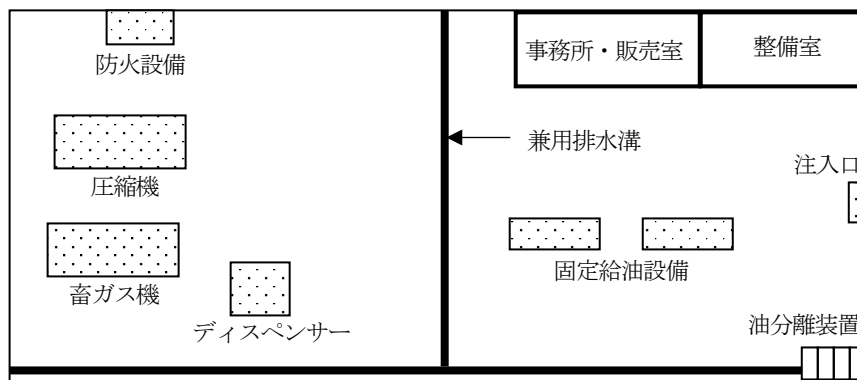 防火設備
事務所・販売室
整備室
圧縮機
兼用排水溝
注入口
畜ガス機
固定給油設備
ディスペンサー
油分離装置